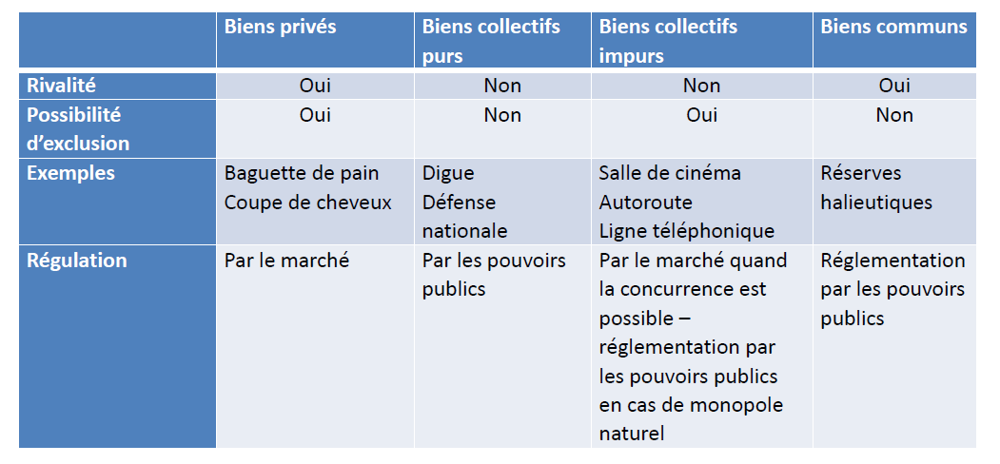 Biens privés
Biens collectifs
purs
Biens collectifs
impurs
Biens communs
Rivalité
Oui
Non
Non
Oui
Possibilité
d’exclusion
Oui
Non
Oui
Non
Exemples
Baguette de pain
Coupe de cheveux
Digue
Défense
nationale
Salle de cinéma
Autoroute
Ligne téléphonique
Réserves
halieutiques
Régulation
Par le marché
Par les pouvoirs
publics
Par le marché quand
la concurrence est
possible –
réglementation par
les pouvoirs publics
en cas de monopole
naturel
Réglementation
par les pouvoirs
publics